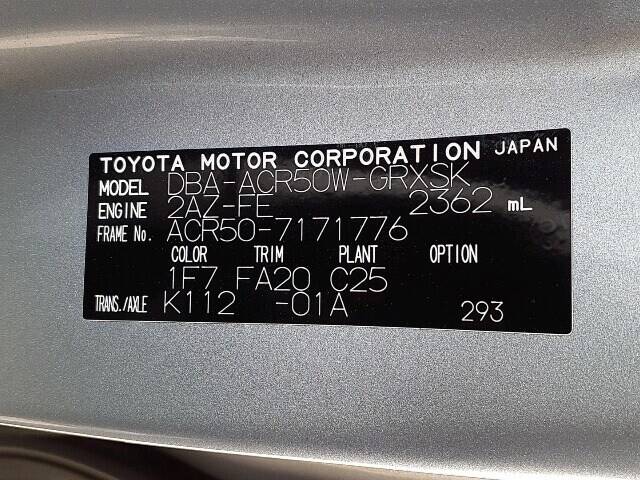 TOYOTA MOTOR CORPORATION JAPAN
MODEL DBA-ACR50W-GRXSK
ENGINE 2AZ-FE 2362 mL
FRAME No. ACR50-7171776
COLOR TRIM PLANT OPTION
1F7 FA20 C25
TRANS./AXLE K112 -01A 293